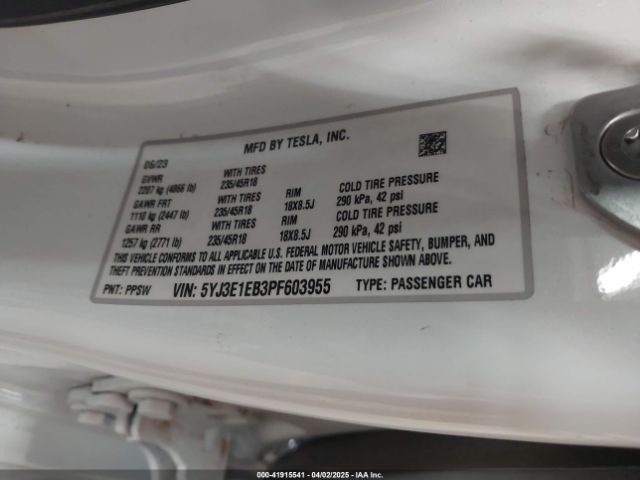 MFD BY TESLA, INC.
06/23
GVWR WITH TIRES
2207 kg (4866 lb) 235/45R18 RIM COLD TIRE PRESSURE
GAWR FRT WITH TIRES 18X8.5J 290 kPa, 42 psi
1110 kg (2447 lb) 235/45R18 RIM COLD TIRE PRESSURE
GAWR RR WITH TIRES 18X8.5J 290 kPa, 42 psi
1257 kg (2771 lb) 235/45R18
THIS VEHICLE CONFORMS TO ALL APPLICABLE U.S. FEDERAL MOTOR VEHICLE SAFETY, BUMPER, AND
THEFT PREVENTION STANDARDS IN EFFECT ON THE DATE OF MANUFACTURE SHOWN ABOVE.
PNT: PPSW VIN: 5YJ3E1EB3PF603955 TYPE: PASSENGER CAR
000-41915541 - 04/02/2025 - IAA Inc.